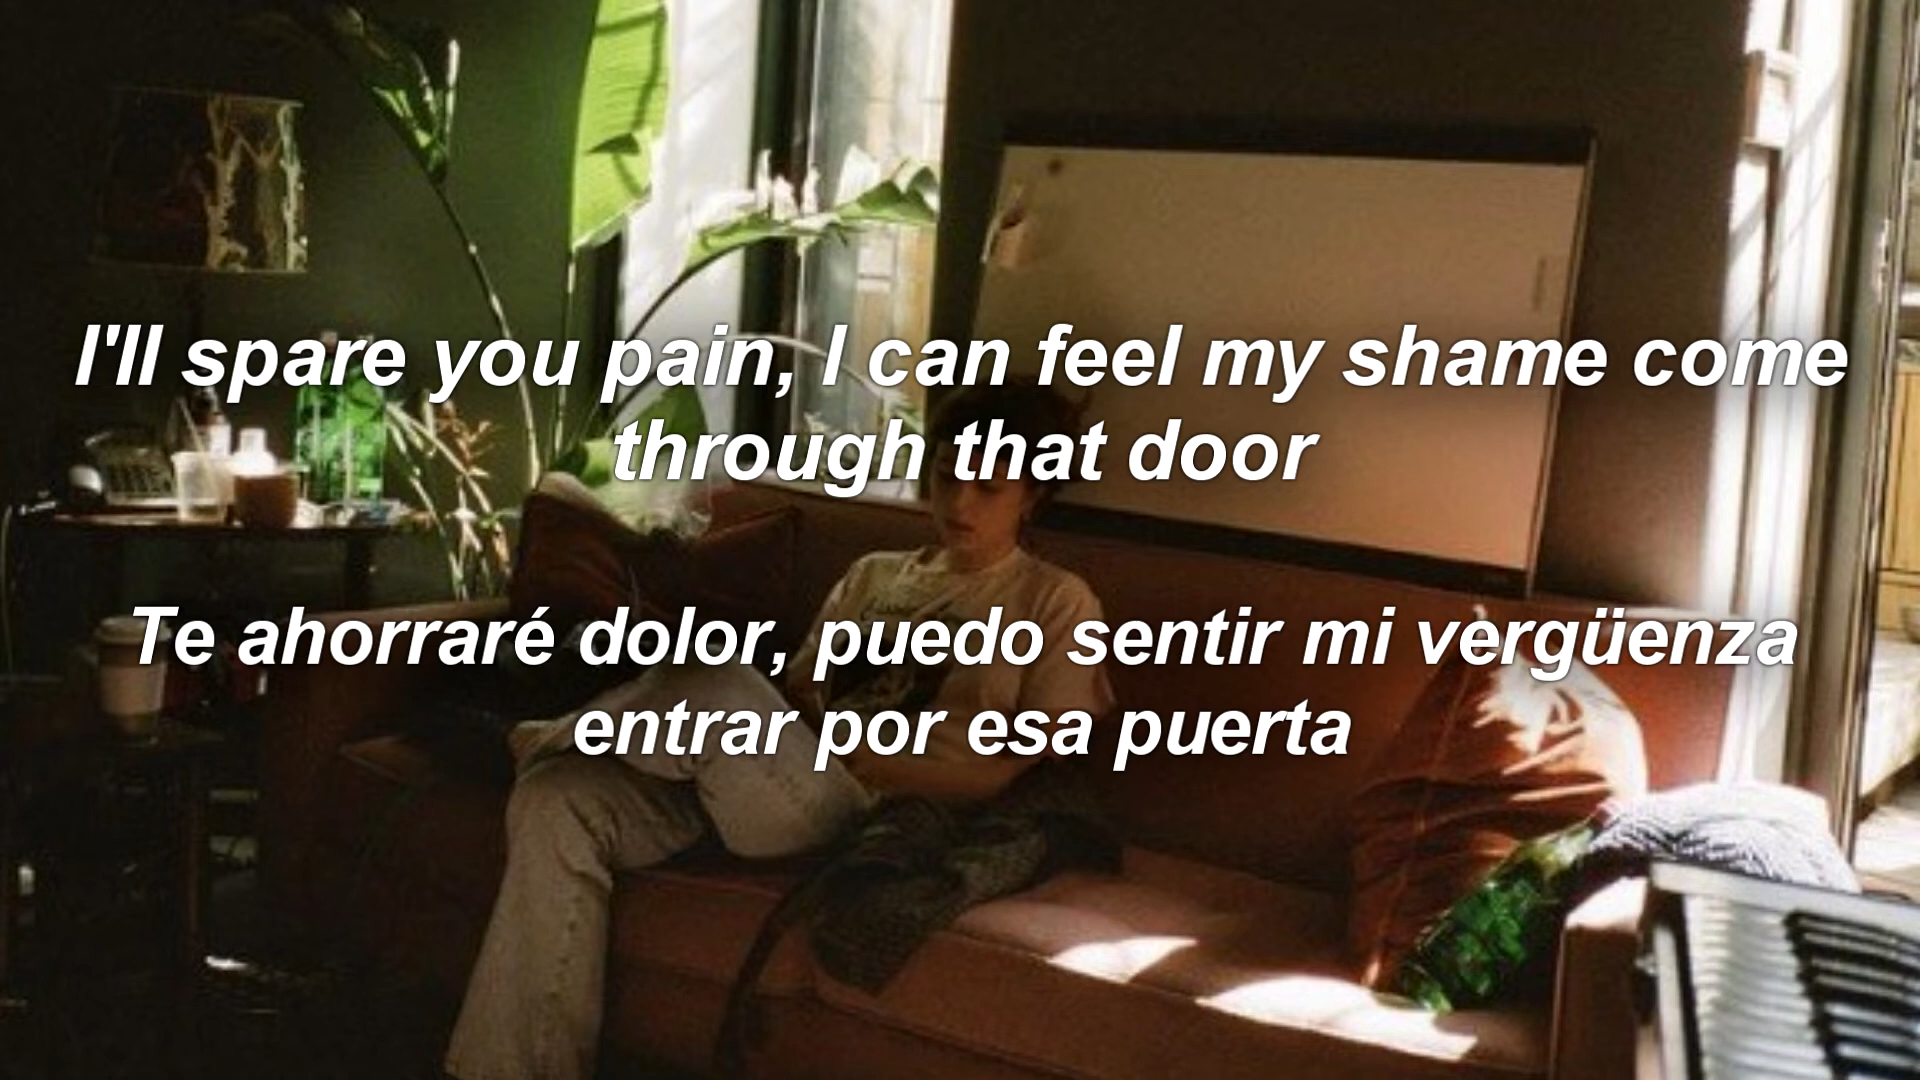 I'll spare you pain, I can feel my shame come
through that door
Te ahorraré dolor, puedo sentir mi vergüenza
entrar por esa puerta